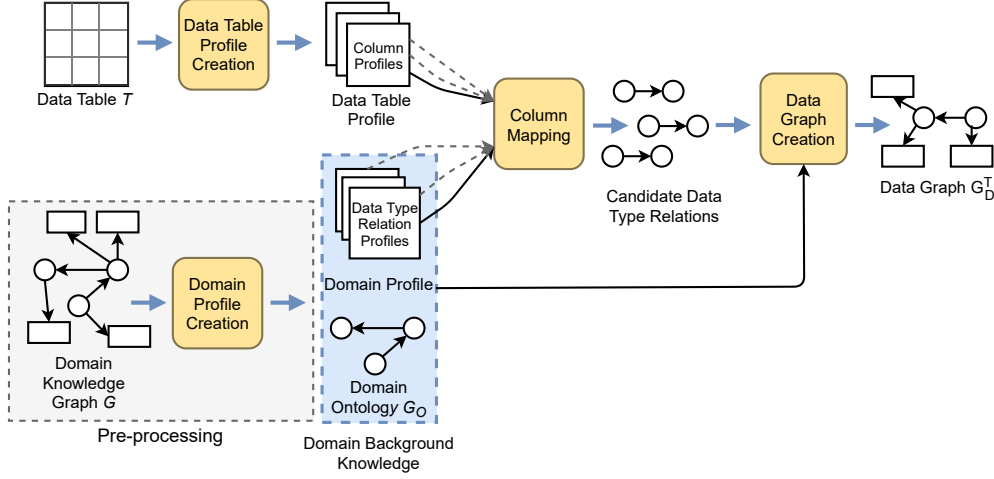 Data Table T
Data Table
Profile
Creation
Column
Profiles
Data Table
Profile
Column
Mapping
Candidate Data
Type Relations
Data
Graph
Creation
Data Graph G_D^T
Domain
Knowledge
Graph G
Domain
Profile
Creation
Pre-processing
Data Type
Relation
Profiles
Domain Profile
Domain
Ontology G_O
Domain Background
Knowledge